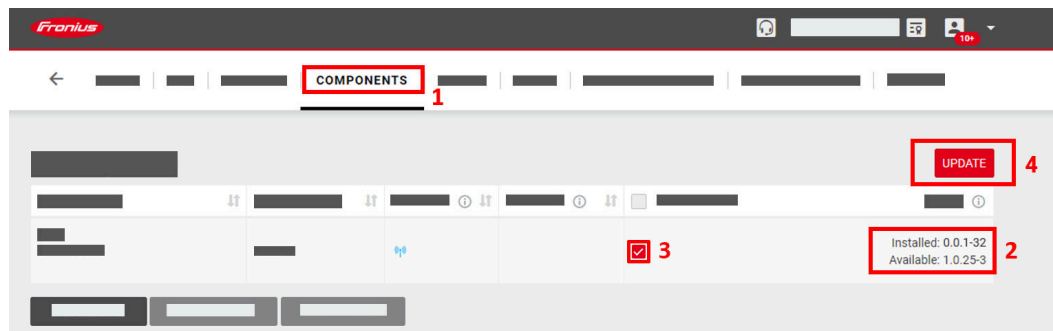 Fronius
10+
COMPONENTS
1
UPDATE
4
Installed: 0.0.1-32
Available: 1.0.25-3
2
3